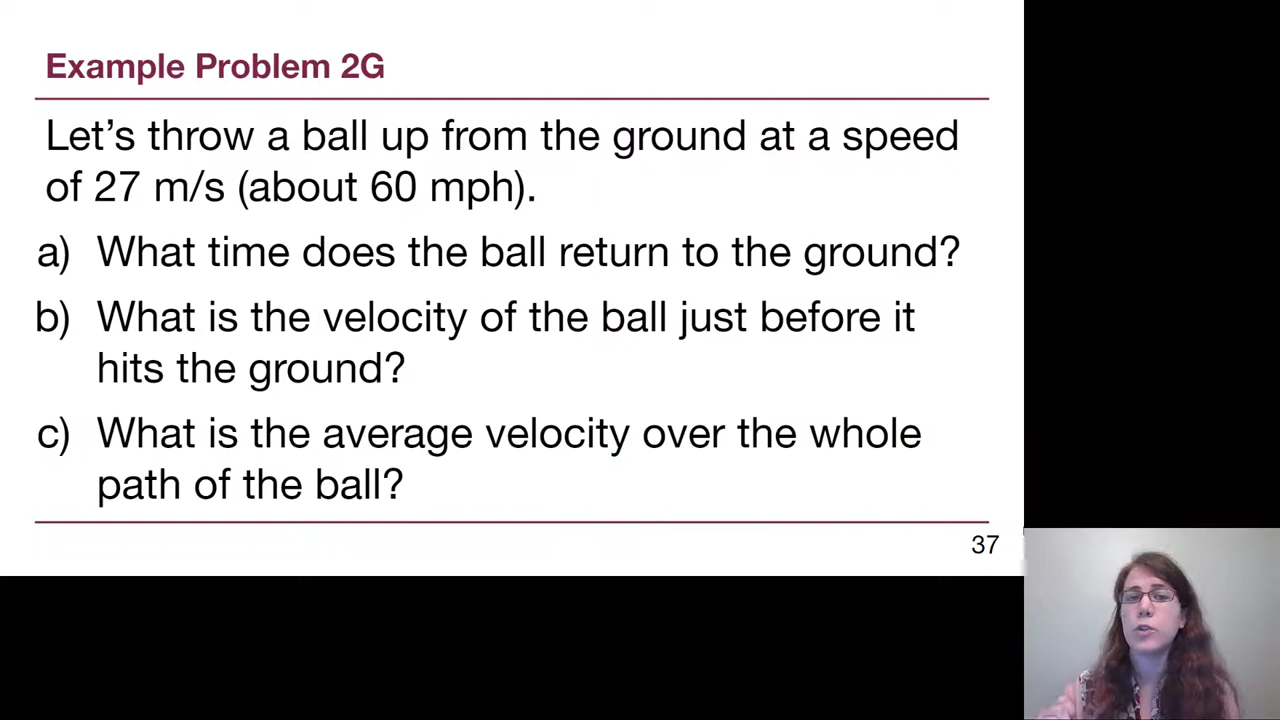 Example Problem 2G
Let’s throw a ball up from the ground at a speed
of 27 m/s (about 60 mph).
a) What time does the ball return to the ground?
b) What is the velocity of the ball just before it
hits the ground?
c) What is the average velocity over the whole
path of the ball?
37